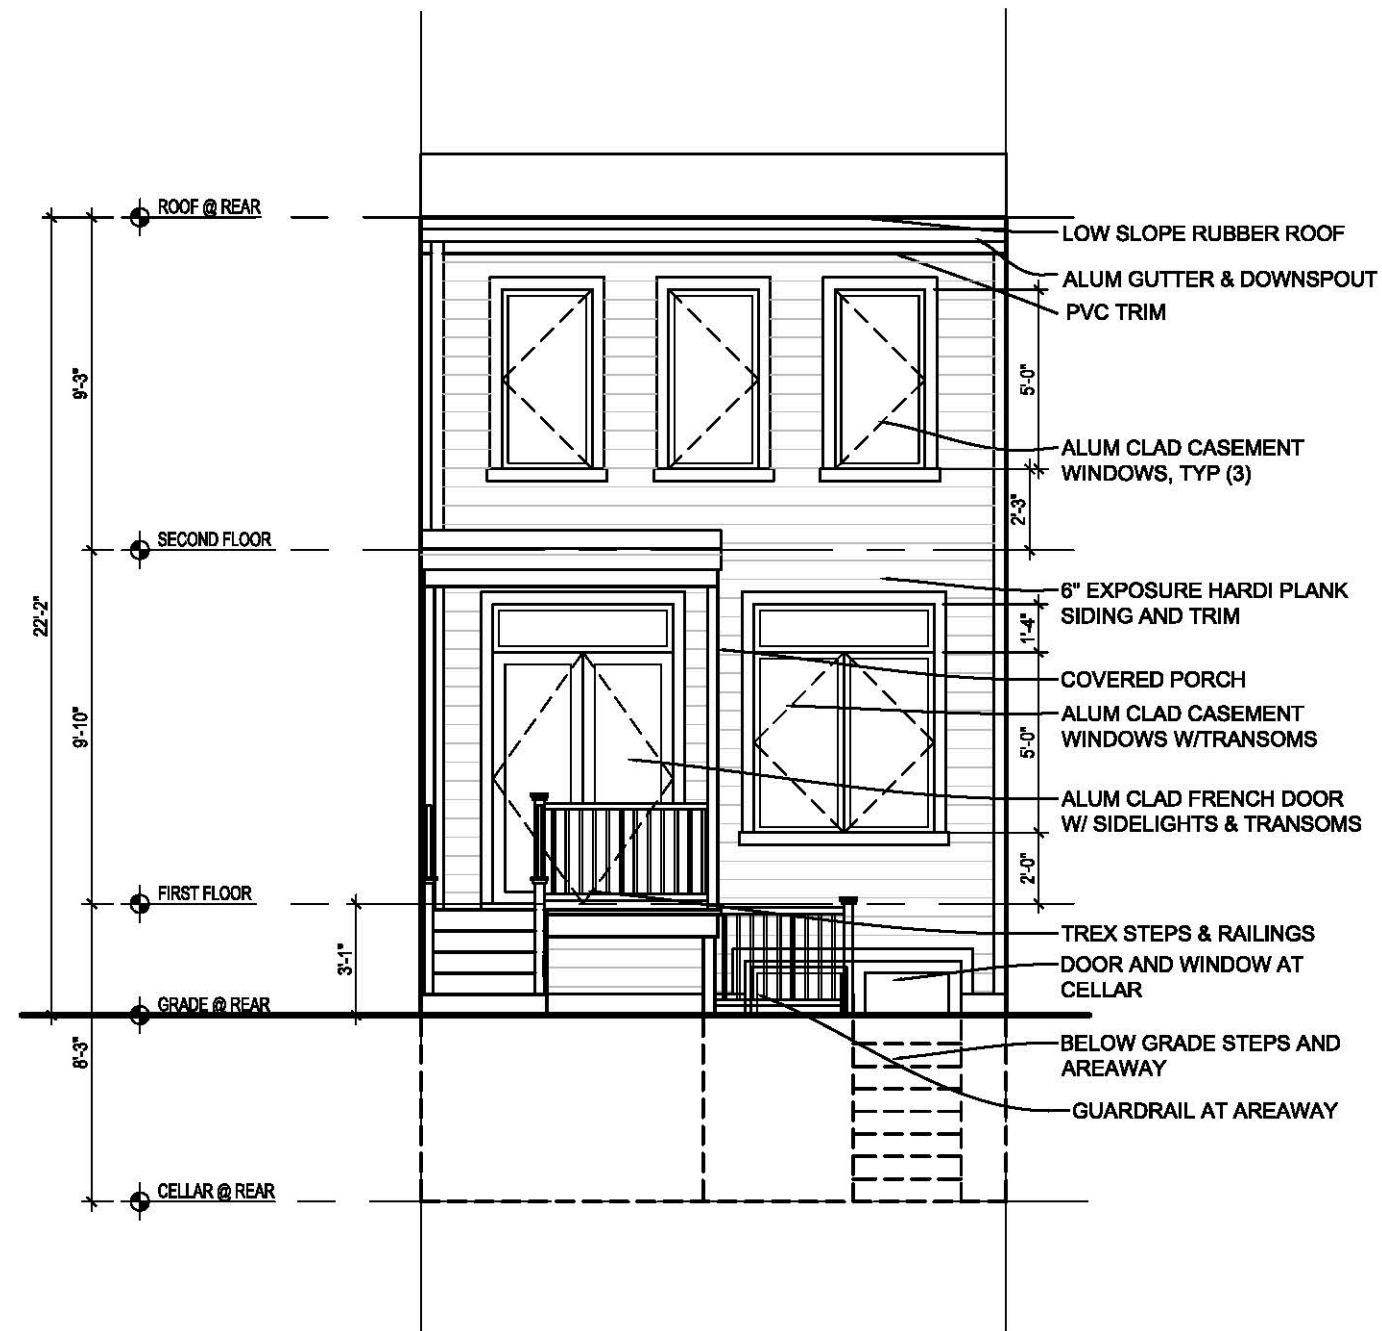 ROOF @ REAR
LOW SLOPE RUBBER ROOF
ALUM GUTTER & DOWNSPOUT
PVC TRIM
9'-3"
5'-0"
ALUM CLAD CASEMENT
WINDOWS, TYP (3)
2'-3"
SECOND FLOOR
6" EXPOSURE HARDI PLANK
SIDING AND TRIM
22'-2"
1'-4"
COVERED PORCH
ALUM CLAD CASEMENT
WINDOWS W/TRANSOMS
9'-10"
5'-0"
ALUM CLAD FRENCH DOOR
W/ SIDELIGHTS & TRANSOMS
2'-0"
FIRST FLOOR
TREX STEPS & RAILINGS
3'-1"
DOOR AND WINDOW AT
CELLAR
GRADE @ REAR
8'-3"
BELOW GRADE STEPS AND
AREAWAY
GUARDRAIL AT AREAWAY
CELLAR @ REAR